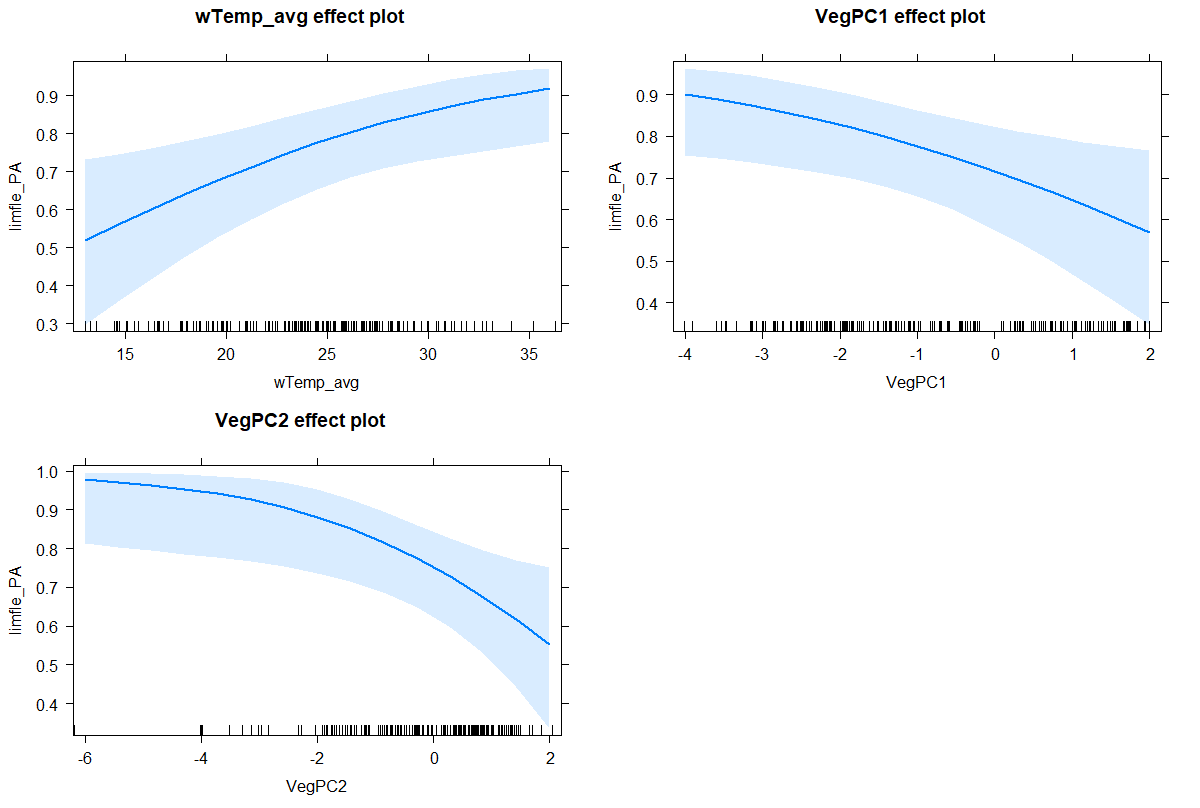 wTemp_avg effect plot
limfle_PA
0.9
0.8
0.7
0.6
0.5
0.4
0.3
15 20 25 30 35
wTemp_avg
VegPC1 effect plot
limfle_PA
0.9
0.8
0.7
0.6
0.5
0.4
-4 -3 -2 -1 0 1 2
VegPC1
VegPC2 effect plot
limfle_PA
1.0
0.9
0.8
0.7
0.6
0.5
0.4
-6 -4 -2 0 2
VegPC2